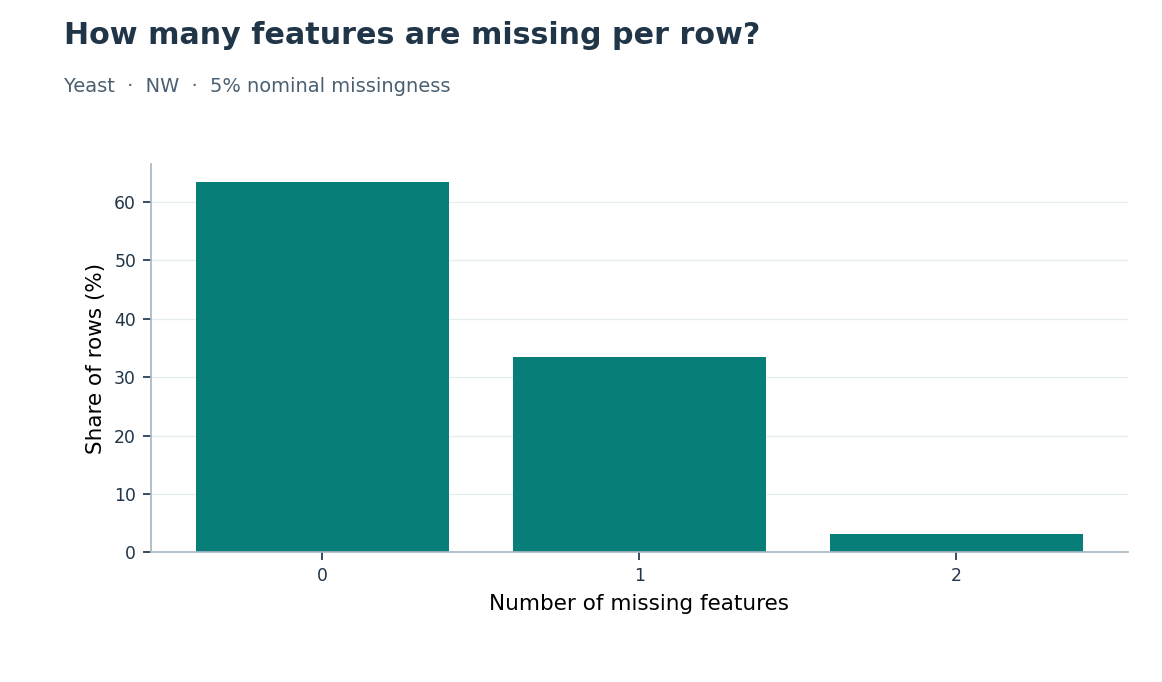 How many features are missing per row?
Yeast · NW · 5% nominal missingness
60
50
40
30
20
10
0
Share of rows (%)
0 1 2
Number of missing features